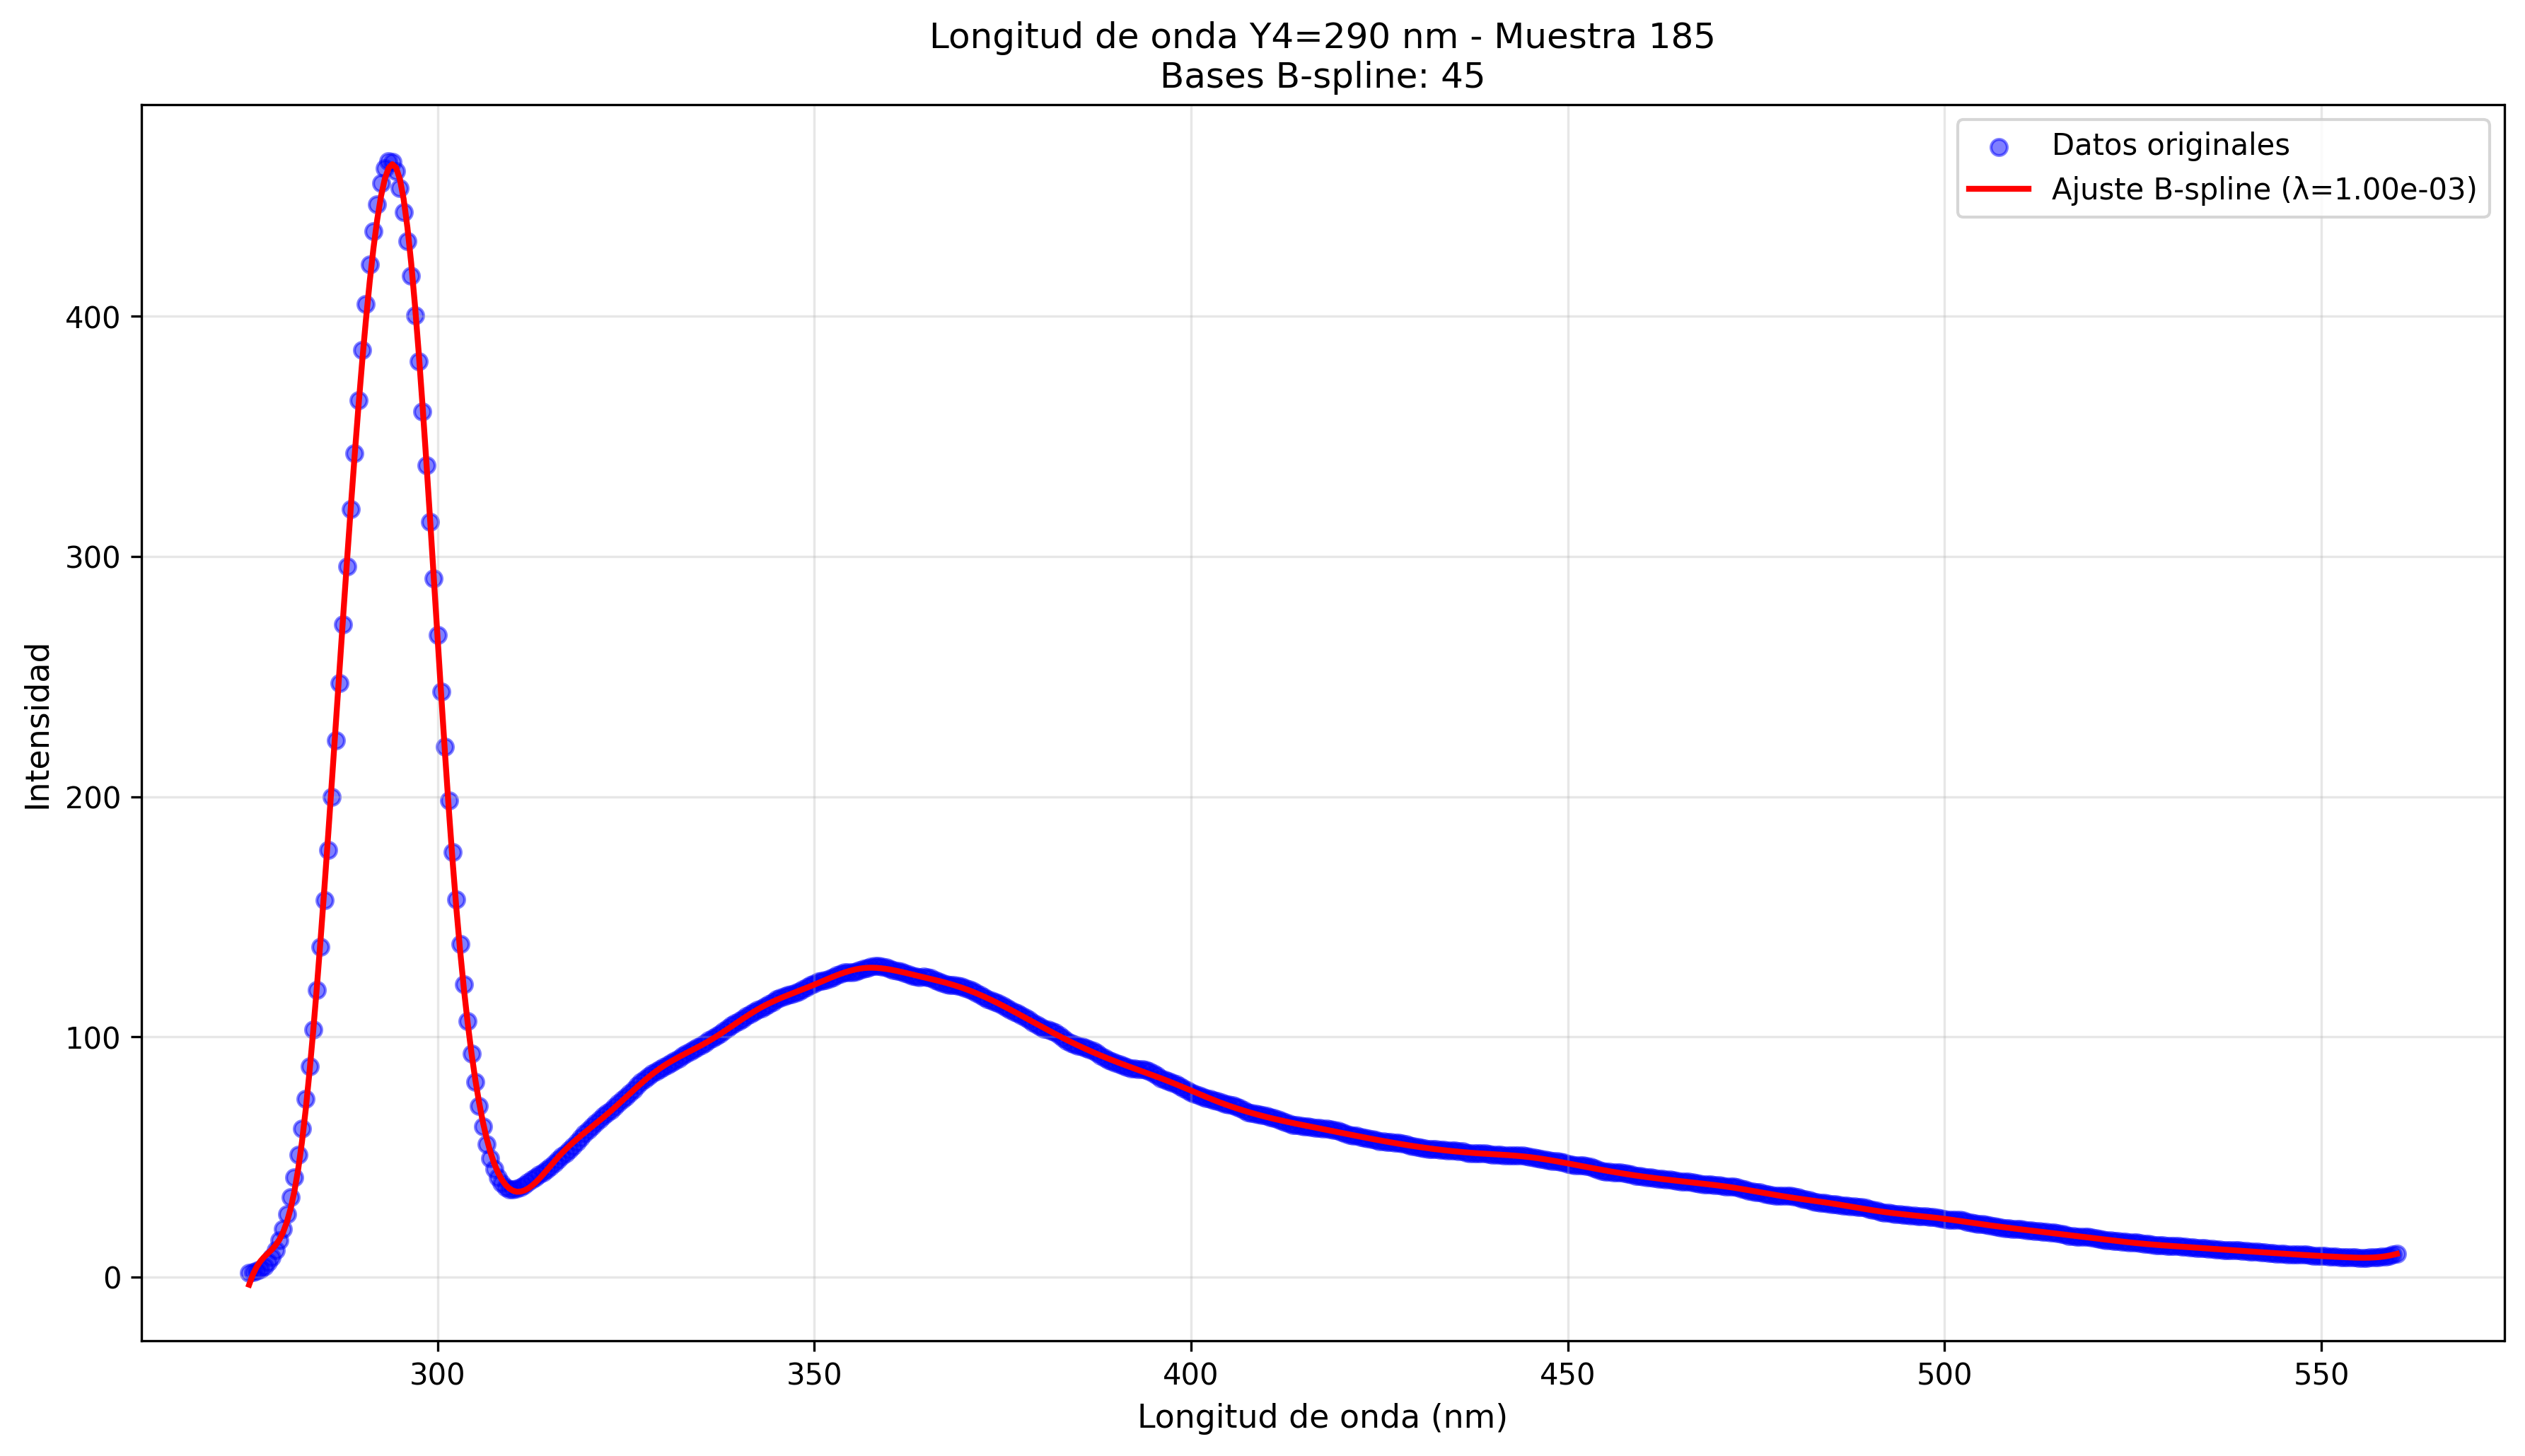 Longitud de onda Y4=290 nm - Muestra 185
Bases B-spline: 45
Datos originales
Ajuste B-spline (λ=1.00e-03)
Intensidad
400
300
200
100
0
300 350 400 450 500 550
Longitud de onda (nm)